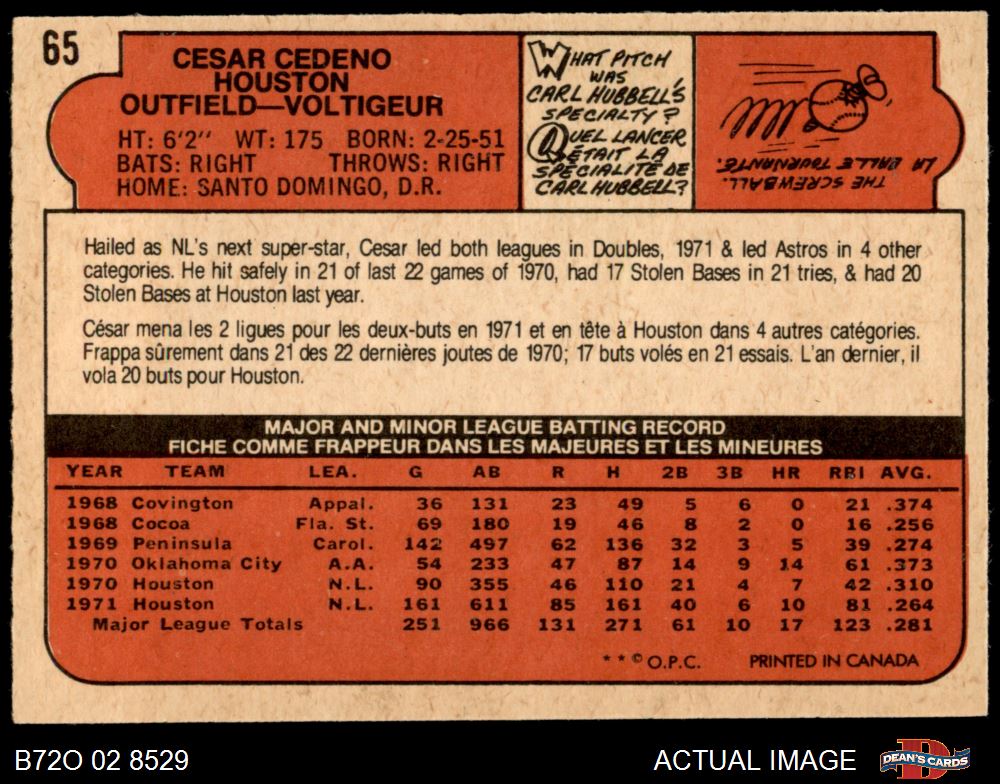 65
CESAR CEDENO
HOUSTON
OUTFIELD—VOLTIGEUR
HT: 6'2" WT: 175 BORN: 2-25-51
BATS: RIGHT THROWS: RIGHT
HOME: SANTO DOMINGO, D.R.
WHAT PITCH
WAS
CARL HUBBELL'S
SPECIALTY?
QUEL LANCER
ÉTAIT LA
SPECIALITÉ DE
CARL HUBBELL?
THE SCREWBALL.
LA BALLE TOURNANTE.
Hailed as NL's next super-star, Cesar led both leagues in Doubles, 1971 & led Astros in 4 other
categories. He hit safely in 21 of last 22 games of 1970, had 17 Stolen Bases in 21 tries, & had 20
Stolen Bases at Houston last year.
César mena les 2 ligues pour les deux-buts en 1971 et en tête à Houston dans 4 autres catégories.
Frappa sûrement dans 21 des 22 dernières joutes de 1970; 17 buts volés en 21 essais. L'an dernier, il
vola 20 buts pour Houston.
MAJOR AND MINOR LEAGUE BATTING RECORD
FICHE COMME FRAPPEUR DANS LES MAJEURES ET LES MINEURES
YEAR TEAM LEA. G AB R H 2B 3B HR RBI AVG.
1968 Covington Appal. 36 131 23 49 5 6 0 21 .374
1968 Cocoa Fla. St. 69 180 19 46 8 2 0 16 .256
1969 Peninsula Carol. 142 497 62 136 32 3 5 39 .274
1970 Oklahoma City A.A. 54 233 47 87 14 9 14 61 .373
1970 Houston N.L. 90 355 46 110 21 4 7 42 .310
1971 Houston N.L. 161 611 85 161 40 6 10 81 .264
Major League Totals 251 966 131 271 61 10 17 123 .281
* * © O.P.C. PRINTED IN CANADA
B72O 02 8529
ACTUAL IMAGE
DEAN'S CARDS